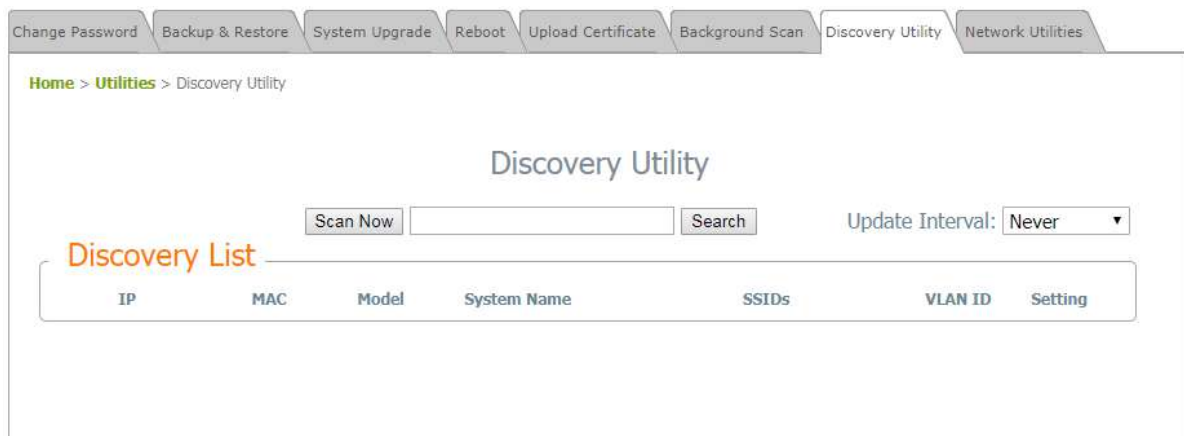 Change Password Backup & Restore System Upgrade Reboot Upload Certificate Background Scan Discovery Utility Network Utilities
Home > Utilities > Discovery Utility
Discovery Utility
Scan Now Search Update Interval: Never
Discovery List
IP MAC Model System Name SSIDs VLAN ID Setting